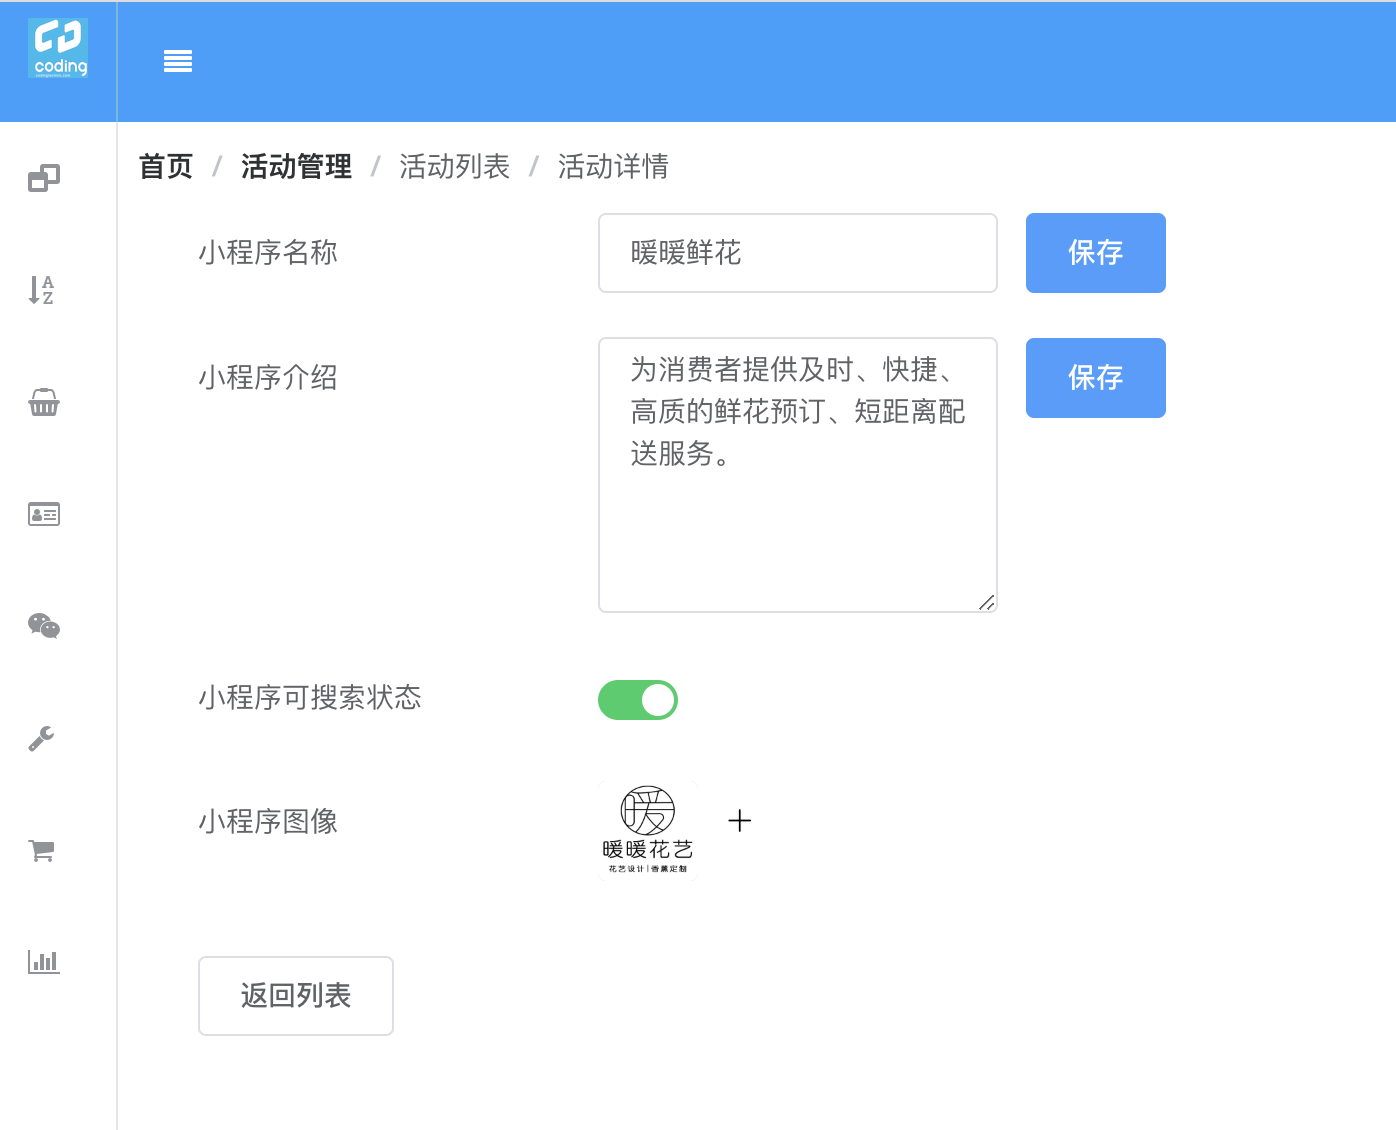 coding
首页 / 活动管理 / 活动列表 / 活动详情
小程序名称
暖暖鲜花
保存
小程序介绍
为消费者提供及时、快捷、
高质的鲜花预订、短距离配
送服务。
保存
小程序可搜索状态
小程序图像
暖
暖暖花艺
花艺设计|香薰定制
返回列表